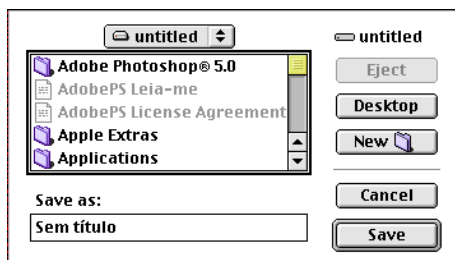 untitled
untitled
Adobe Photoshop® 5.0
AdobePS Leia-me
AdobePS License Agreement
Apple Extras
Applications
Eject
Desktop
New
Save as:
Sem título
Cancel
Save